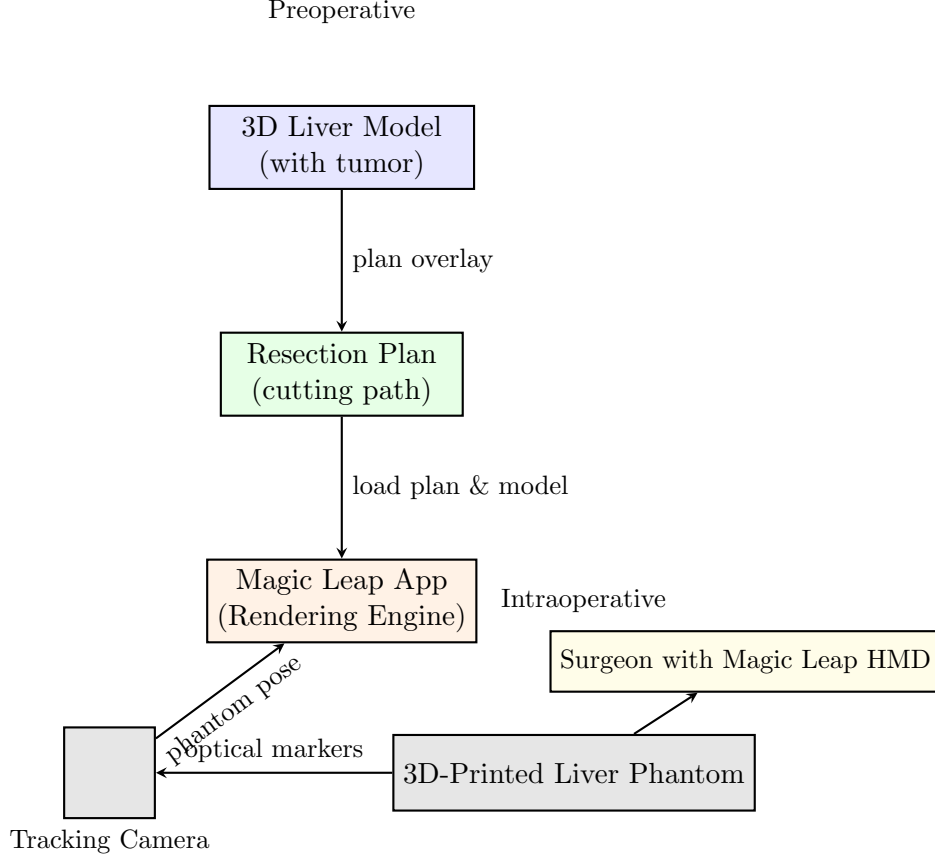 Preoperative
3D Liver Model
(with tumor)
plan overlay
Resection Plan
(cutting path)
load plan & model
Magic Leap App
(Rendering Engine)
Intraoperative
Surgeon with Magic Leap HMD
phantom pose
optical markers
3D-Printed Liver Phantom
Tracking Camera